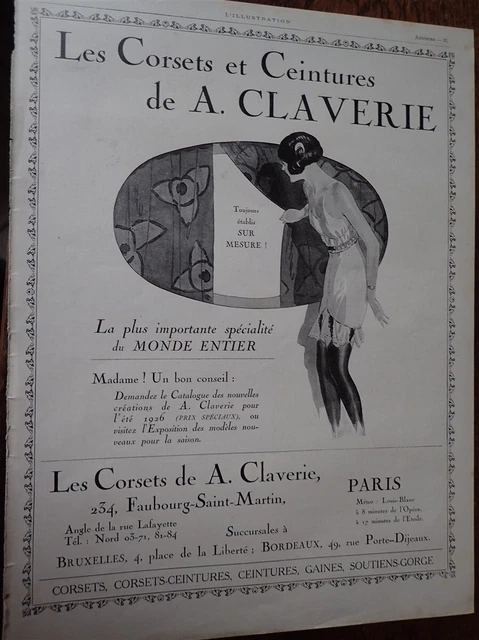 L'ILLUSTRATION
Les Corsets et Ceintures
de A. CLAVERIE
Toujours
établis
SUR
MESURE !
La plus importante spécialité
du MONDE ENTIER
Madame ! Un bon conseil :
Demandez le Catalogue des nouvelles
créations de A. Claverie pour
l'été 1926 (PRIX SPÉCIAUX), ou
visitez l'Exposition des modèles nou-
veaux pour la saison.
Les Corsets de A. Claverie,
234, Faubourg-Saint-Martin,
PARIS
Angle de la rue Lafayette
Tél. : Nord 03-71, 81-84
Métro : Louis-Blanc
à 8 minutes de l'Opéra,
à 12 minutes de l'Etoile.
Succursales à
BRUXELLES, 4, place de la Liberté ; BORDEAUX, 49, rue Porte-Dijeaux.
CORSETS, CORSETS-CEINTURES, CEINTURES, GAINES, SOUTIENS-GORGE